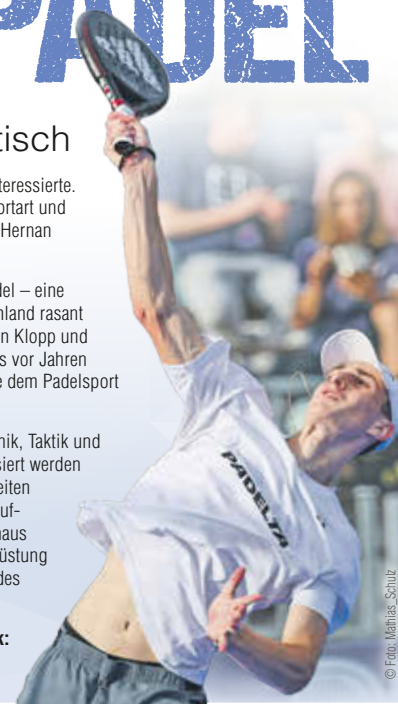 PADEL
tisch
teressierte.
ortart und
Hernan
del – eine
hland rasant
n Klopp und
s vor Jahren
e dem Padelsport
nik, Taktik und
siert werden
eiten
uf-
haus
üstung
des
k:
PADELTA
© Foto: Mathias_Schulz